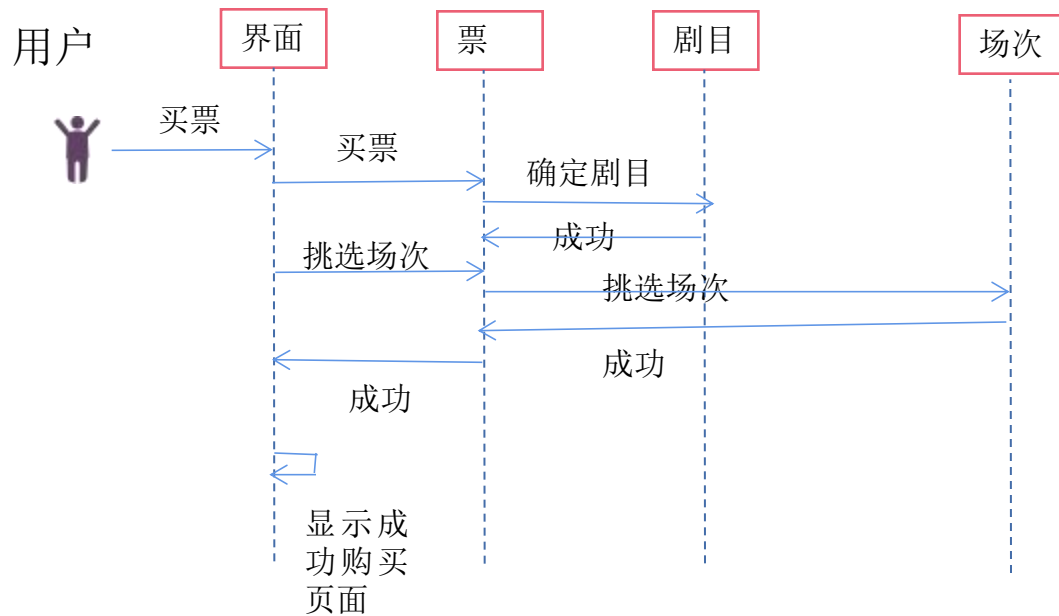 用户
界面
票
剧目
场次
买票
买票
确定剧目
成功
挑选场次
挑选场次
成功
成功
显示成
功购买
页面